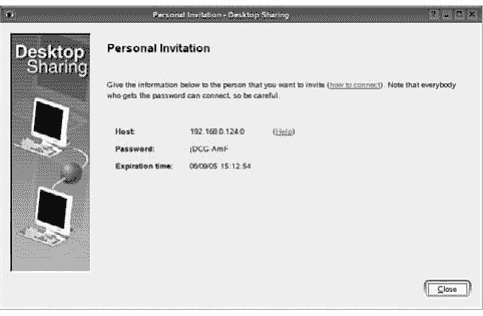 Personal Invitation - Desktop Sharing
Desktop
Sharing
Personal Invitation
Give the information below to the person that you want to invite (how to connect). Note that everybody
who gets the password can connect, so be careful.
Host: 192.168.0.124:0 (Help)
Password: jDCG-AmF
Expiration time: 06/09/05 15:12:54
Close